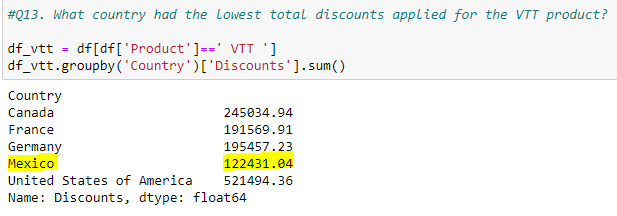 #Q13. What country had the lowest total discounts applied for the VTT product?
df_vtt = df[df['Product']==' VTT ']
df_vtt.groupby('Country')['Discounts'].sum()
Country
Canada                      245034.94
France                      191569.91
Germany                     195457.23
Mexico                      122431.04
United States of America    521494.36
Name: Discounts, dtype: float64